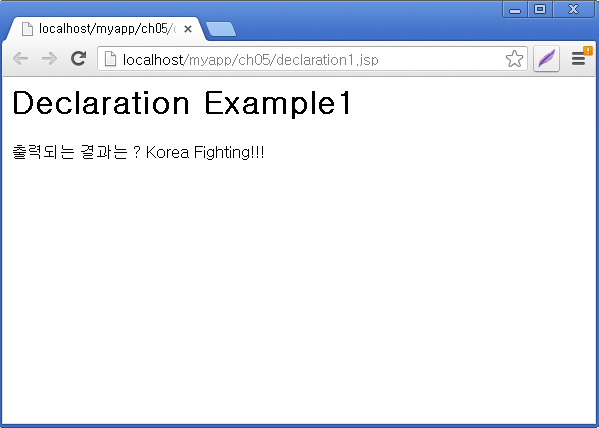 localhost/myapp/ch05/
localhost/myapp/ch05/declaration1.jsp
Declaration Example1
출력되는 결과는 ? Korea Fighting!!!